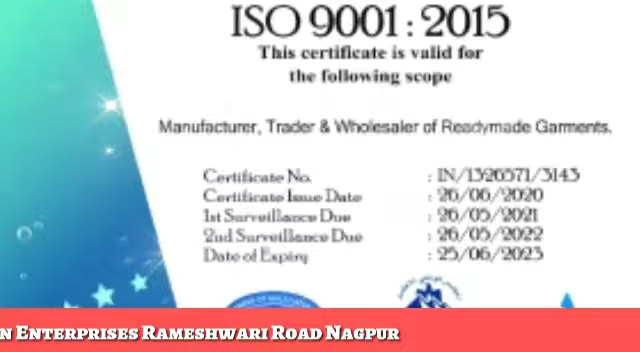 ISO 9001 : 2015
This certificate is valid for
the following scope
Manufacturer, Trader & Wholesaler of Readymade Garments.
Certificate No. : IN/1326571/3143
Certificate Issue Date : 26/06/2020
1st Surveillance Due : 26/05/2021
2nd Surveillance Due : 26/05/2022
Date of Expiry : 25/06/2023
n Enterprises Rameshwari Road Nagpur